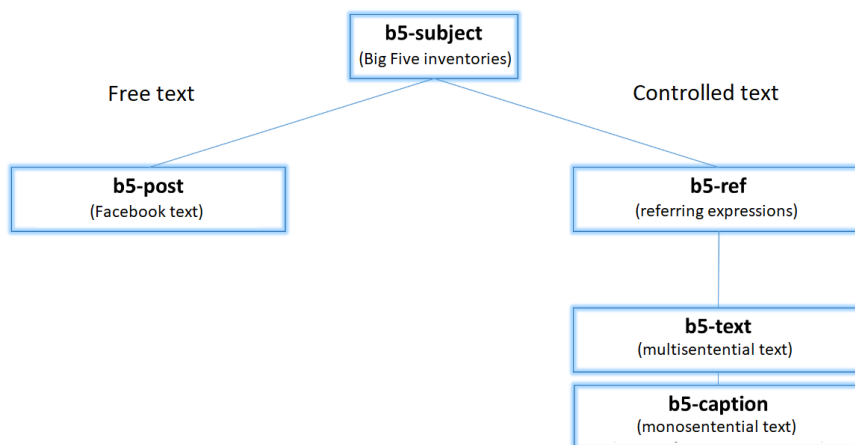 b5-subject
(Big Five inventories)
Free text
Controlled text
b5-post
(Facebook text)
b5-ref
(referring expressions)
b5-text
(multisentential text)
b5-caption
(monosentential text)